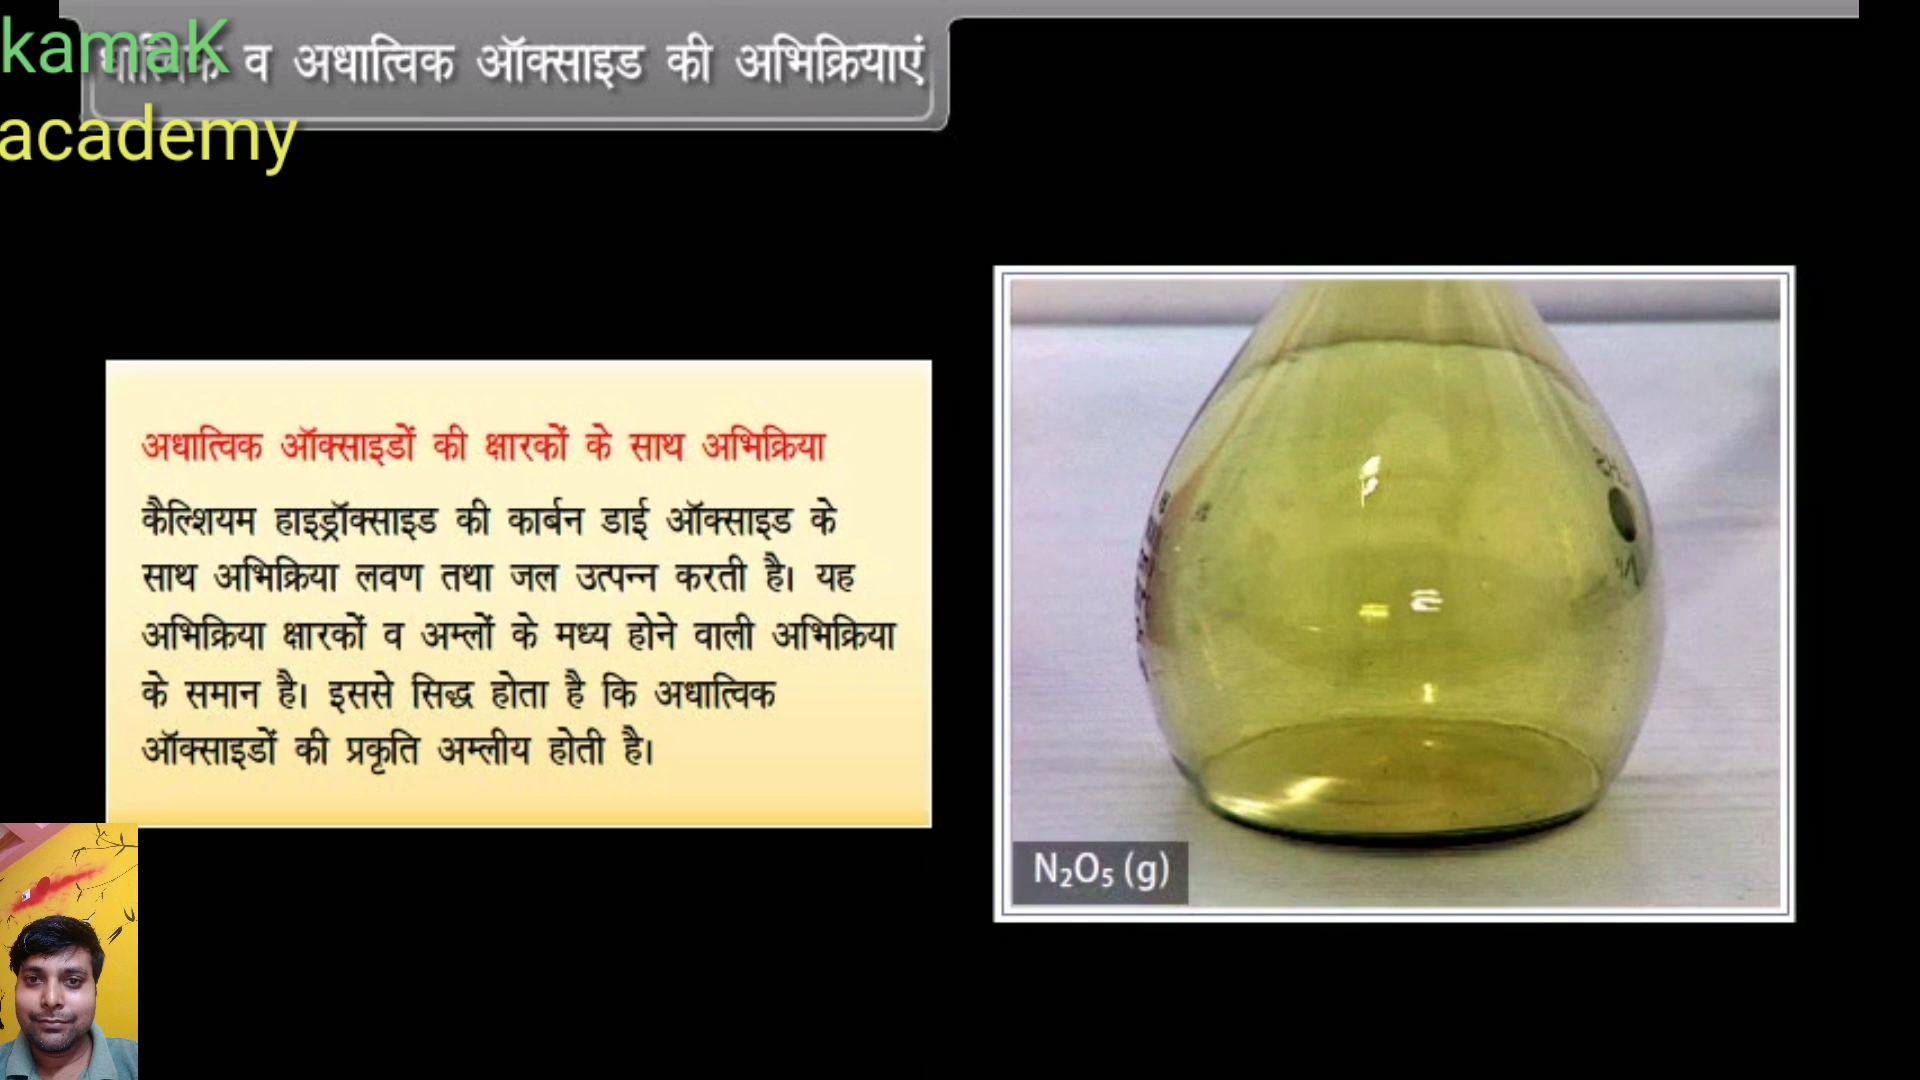 kamaK
व अधात्विक ऑक्साइड की अभिक्रियाएं
academy
अधात्विक ऑक्साइडों की क्षारकों के साथ अभिक्रिया
कैल्शियम हाइड्रॉक्साइड की कार्बन डाई ऑक्साइड के
साथ अभिक्रिया लवण तथा जल उत्पन्न करती है। यह
अभिक्रिया क्षारकों व अम्लों के मध्य होने वाली अभिक्रिया
के समान है। इससे सिद्ध होता है कि अधात्विक
ऑक्साइडों की प्रकृति अम्लीय होती है।
N₂O₅ (g)